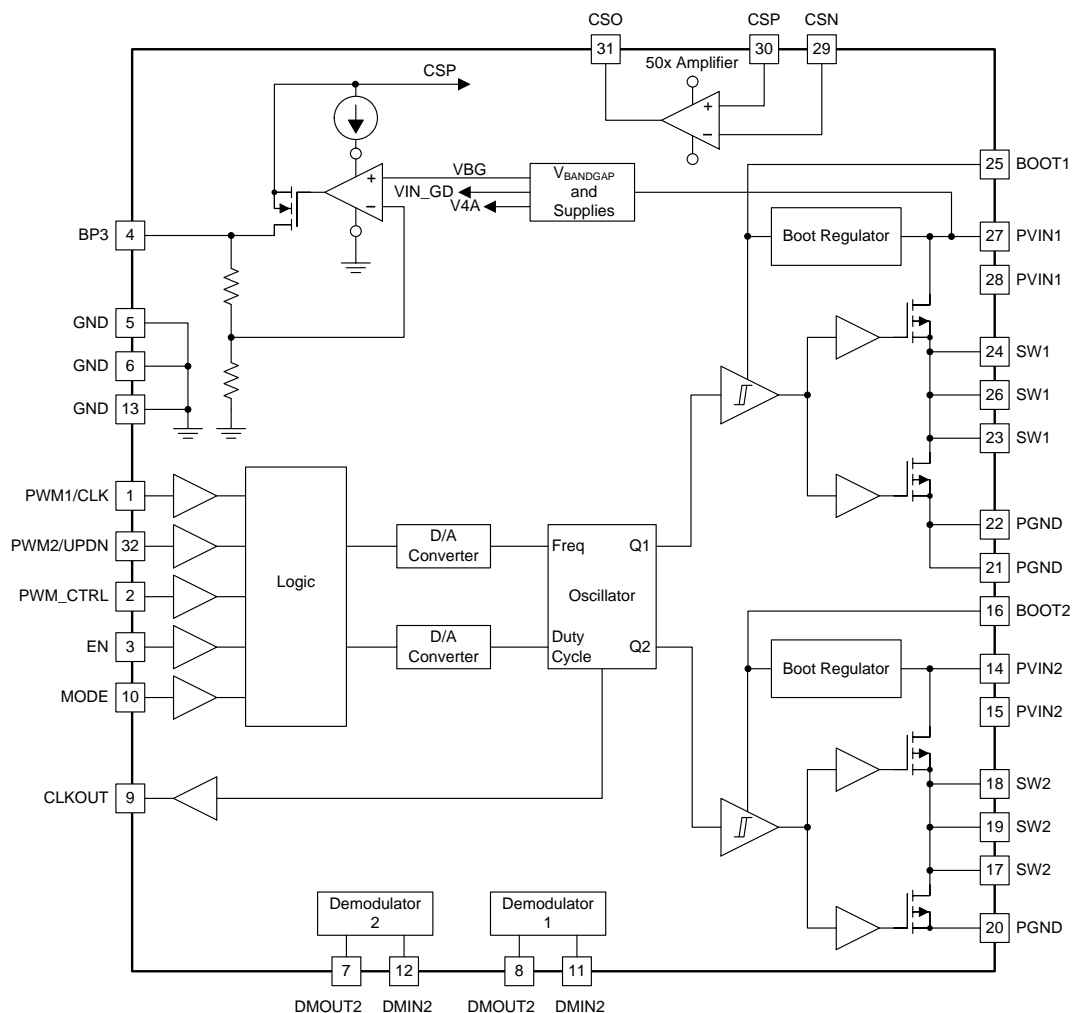 CSO
CSP
CSN
31
30
29
50x Amplifier
CSP
+
−
25
BOOT1
VBG
VIN_GD
V4A
VBANDGAP
and
Supplies
+
−
BP3
4
Boot Regulator
27
PVIN1
28
PVIN1
GND
5
GND
6
GND
13
24
SW1
26
SW1
23
SW1
PWM1/CLK
1
PWM2/UPDN
32
PWM_CTRL
2
EN
3
MODE
10
Logic
D/A
Converter
D/A
Converter
Freq
Q1
Oscillator
Duty
Cycle
Q2
22
PGND
21
PGND
16
BOOT2
Boot Regulator
14
PVIN2
15
PVIN2
CLKOUT
9
18
SW2
19
SW2
17
SW2
20
PGND
Demodulator
2
Demodulator
1
7
12
8
11
DMOUT2
DMIN2
DMOUT2
DMIN2